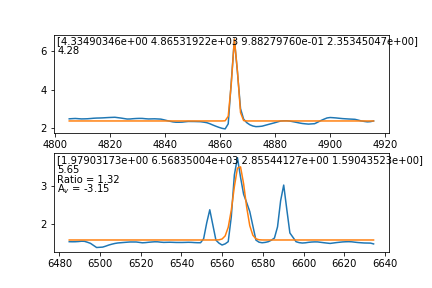 [4.33490346e+00 4.86531922e+03 9.88279760e-01 2.35345047e+00]
4.28
6
4
2
4800 4820 4840 4860 4880 4900 4920
[1.97903173e+00 6.56835004e+03 2.85544127e+00 1.59043523e+00]
5.65
Ratio = 1.32
Av = -3.15
3
2
6480 6500 6520 6540 6560 6580 6600 6620 6640